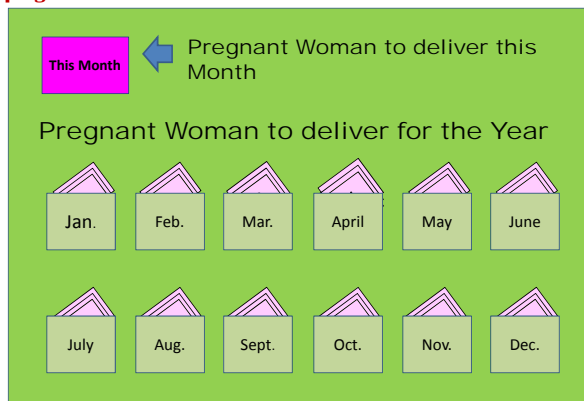 This Month
Pregnant Woman to deliver this
Month
Pregnant Woman to deliver for the Year
Jan.
Feb.
Mar.
April
May
June
July
Aug.
Sept.
Oct.
Nov.
Dec.